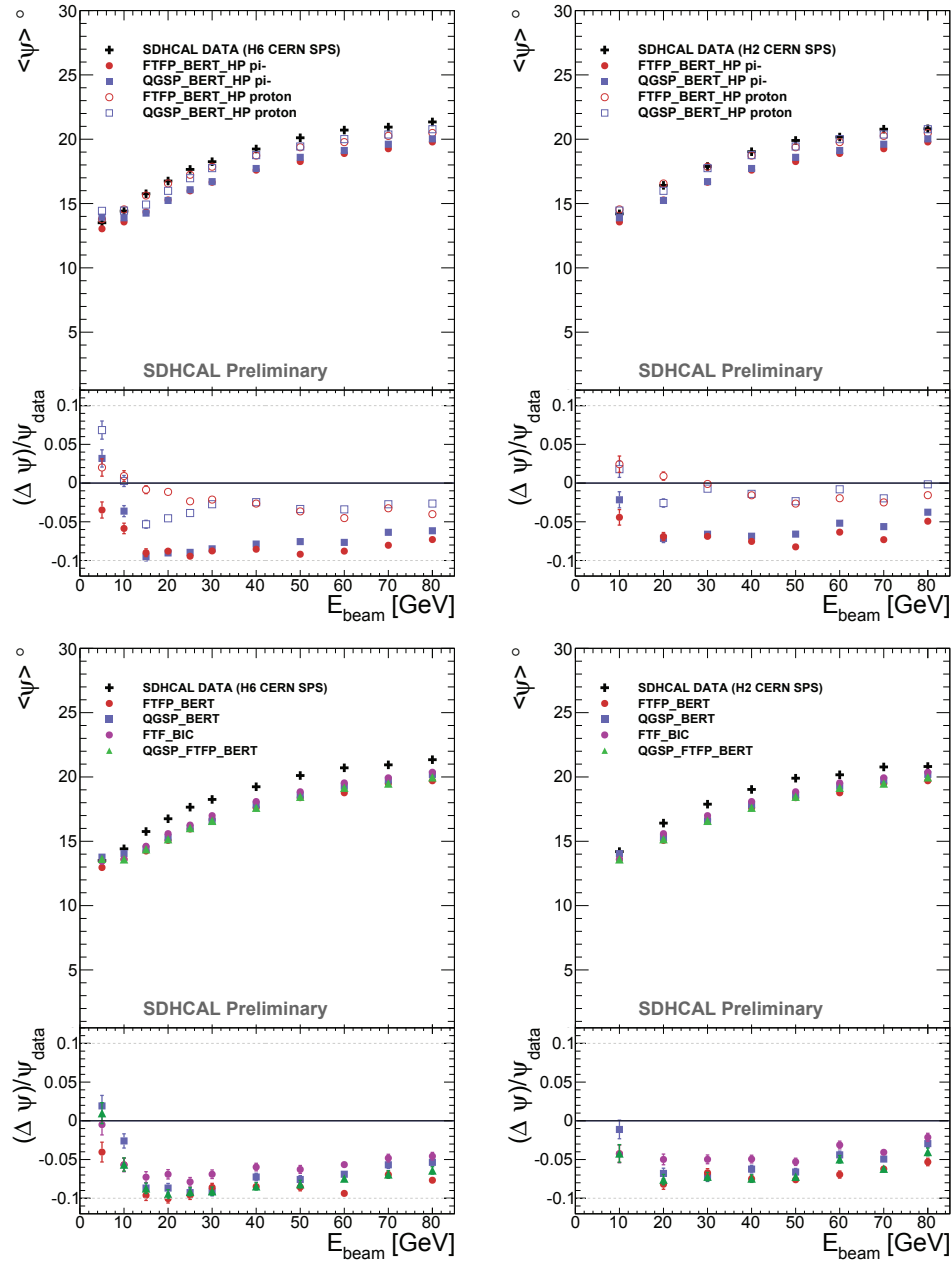 <ψ> °
30
25
20
15
10
5
SDHCAL DATA (H6 CERN SPS)
FTFP_BERT_HP pi-
QGSP_BERT_HP pi-
FTFP_BERT_HP proton
QGSP_BERT_HP proton
SDHCAL Preliminary
(Δ ψ)/ψdata
0.1
0.05
0
-0.05
-0.1
0 10 20 30 40 50 60 70 80
Ebeam [GeV]
<ψ> °
30
25
20
15
10
5
SDHCAL DATA (H2 CERN SPS)
FTFP_BERT_HP pi-
QGSP_BERT_HP pi-
FTFP_BERT_HP proton
QGSP_BERT_HP proton
SDHCAL Preliminary
(Δ ψ)/ψdata
0.1
0.05
0
-0.05
-0.1
0 10 20 30 40 50 60 70 80
Ebeam [GeV]
<ψ> °
30
25
20
15
10
5
SDHCAL DATA (H6 CERN SPS)
FTFP_BERT
QGSP_BERT
FTF_BIC
QGSP_FTFP_BERT
SDHCAL Preliminary
(Δ ψ)/ψdata
0.1
0.05
0
-0.05
-0.1
0 10 20 30 40 50 60 70 80
Ebeam [GeV]
<ψ> °
30
25
20
15
10
5
SDHCAL DATA (H2 CERN SPS)
FTFP_BERT
QGSP_BERT
FTF_BIC
QGSP_FTFP_BERT
SDHCAL Preliminary
(Δ ψ)/ψdata
0.1
0.05
0
-0.05
-0.1
0 10 20 30 40 50 60 70 80
Ebeam [GeV]